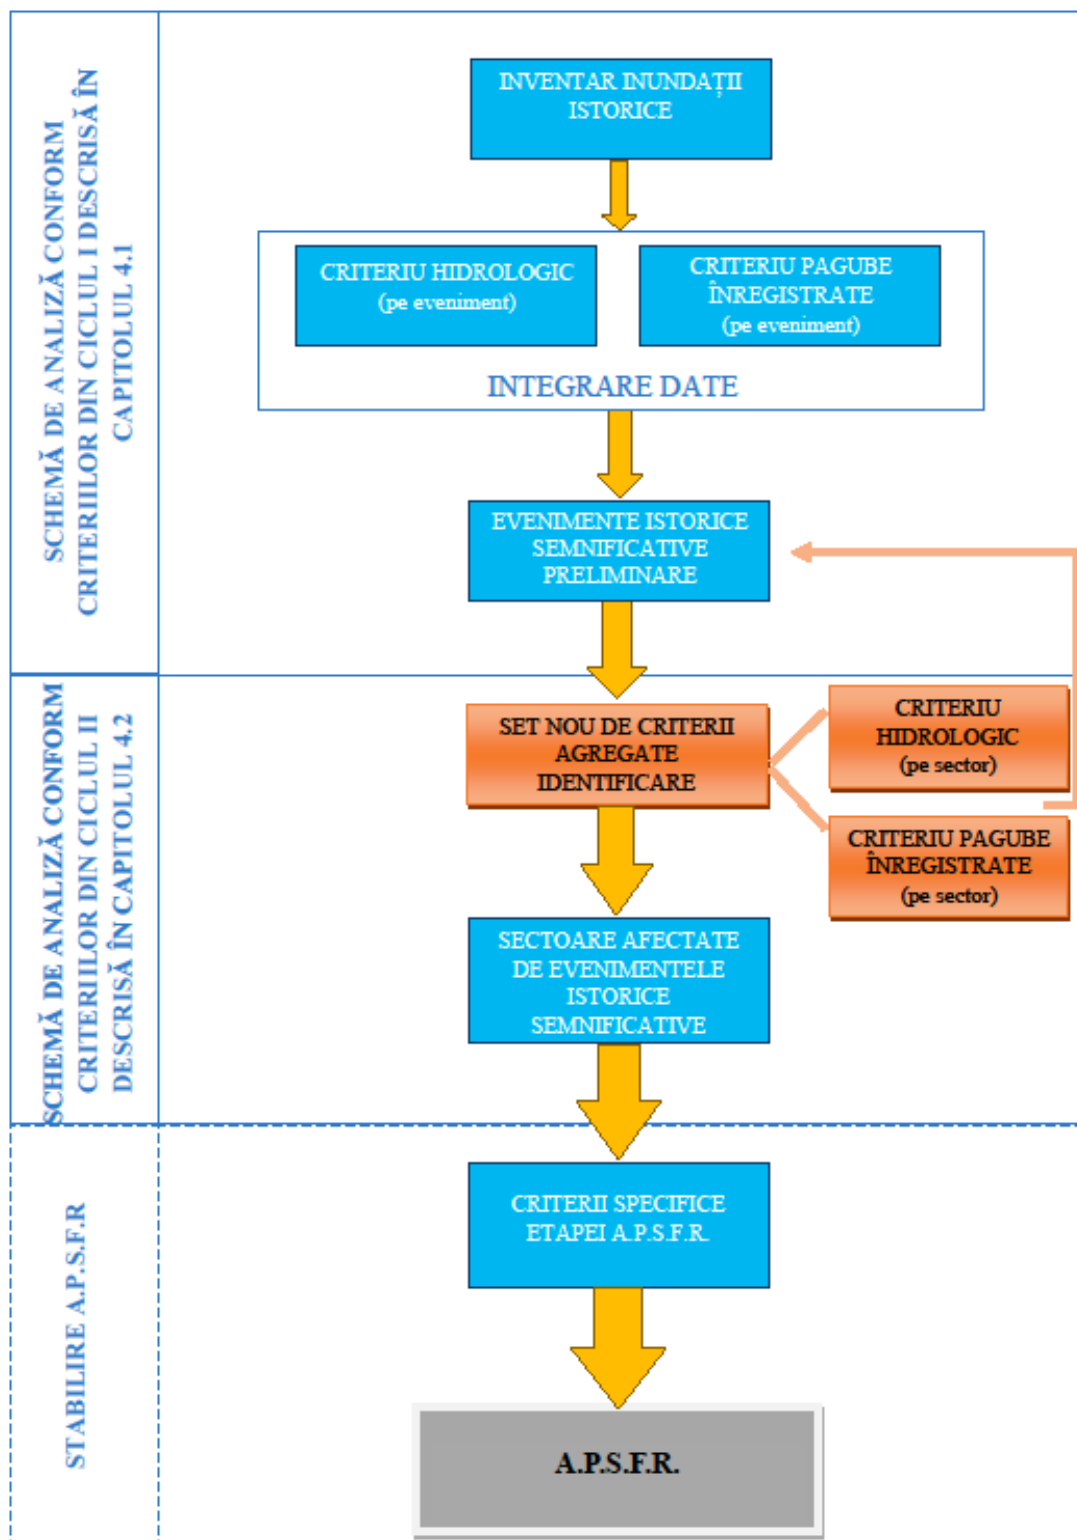 SCHEMĂ DE ANALIZĂ CONFORM
CRITERIILOR DIN CICLUL I DESCRISĂ ÎN
CAPITOLUL 4.1
INVENTAR INUNDAȚII
ISTORICE
CRITERIU HIDROLOGIC
(pe eveniment)
CRITERIU PAGUBE
ÎNREGISTRATE
(pe eveniment)
INTEGRARE DATE
EVENIMENTE ISTORICE
SEMNIFICATIVE
PRELIMINARE
SCHEMĂ DE ANALIZĂ CONFORM
CRITERIILOR DIN CICLUL II
DESCRISĂ ÎN CAPITOLUL 4.2
SET NOU DE CRITERII
AGREGATE
IDENTIFICARE
CRITERIU
HIDROLOGIC
(pe sector)
CRITERIU PAGUBE
ÎNREGISTRATE
(pe sector)
SECTOARE AFECTATE
DE EVENIMENTELE
ISTORICE
SEMNIFICATIVE
STABILIRE A.P.S.F.R
CRITERII SPECIFICE
ETAPEI A.P.S.F.R.
A.P.S.F.R.